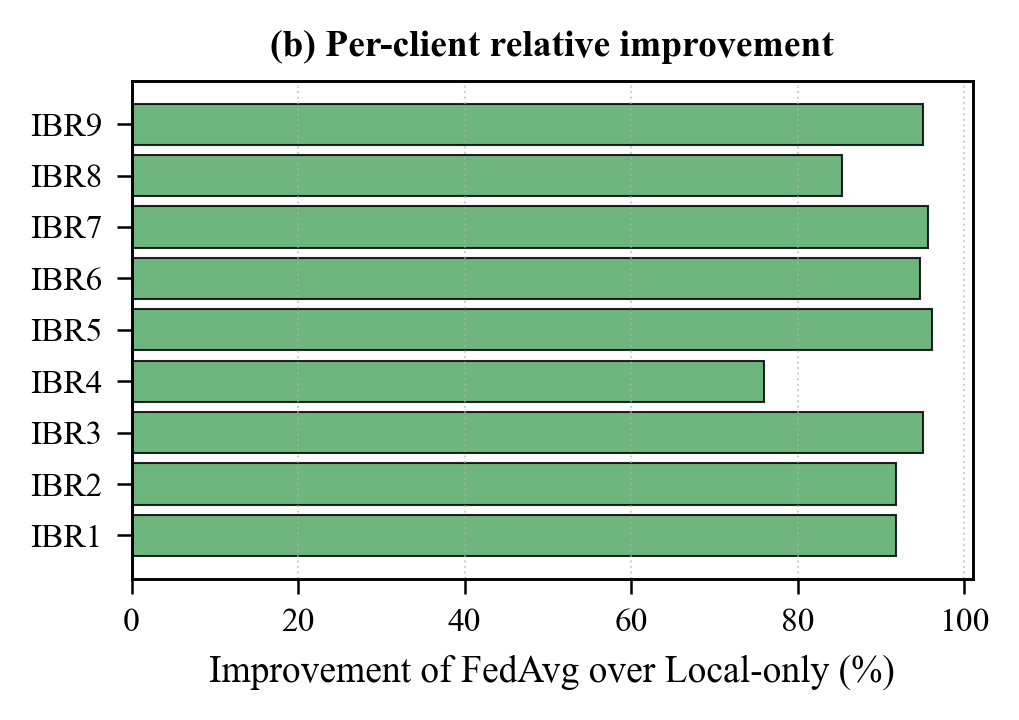 (b) Per-client relative improvement
IBR9
IBR8
IBR7
IBR6
IBR5
IBR4
IBR3
IBR2
IBR1
0 20 40 60 80 100
Improvement of FedAvg over Local-only (%)